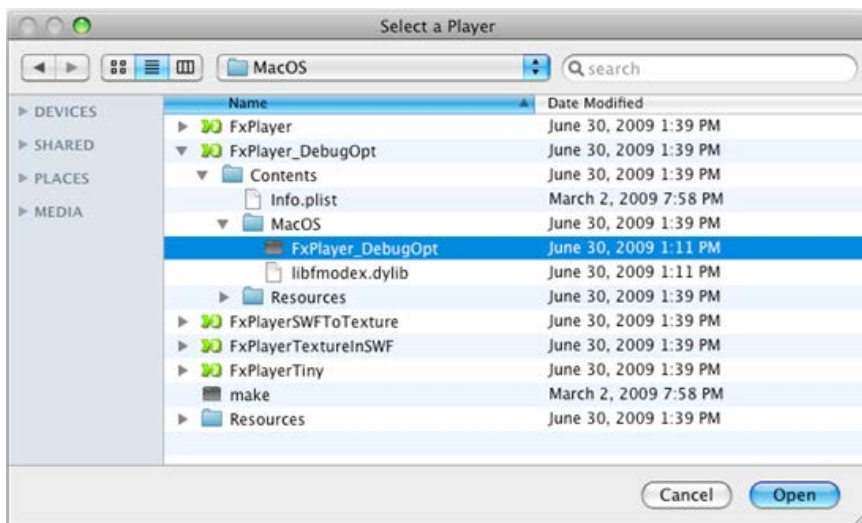 Select a Player
MacOS
search
Name Date Modified
DEVICES
SHARED
PLACES
MEDIA
FxPlayer June 30, 2009 1:39 PM
FxPlayer_DebugOpt June 30, 2009 1:39 PM
Contents June 30, 2009 1:39 PM
Info.plist March 2, 2009 7:58 PM
MacOS June 30, 2009 1:39 PM
FxPlayer_DebugOpt June 30, 2009 1:11 PM
libfmodex.dylib June 30, 2009 1:11 PM
Resources June 30, 2009 1:39 PM
FxPlayerSWFToTexture June 30, 2009 1:39 PM
FxPlayerTextureInSWF June 30, 2009 1:39 PM
FxPlayerTiny June 30, 2009 1:39 PM
make March 2, 2009 7:58 PM
Resources June 30, 2009 1:39 PM
Cancel Open